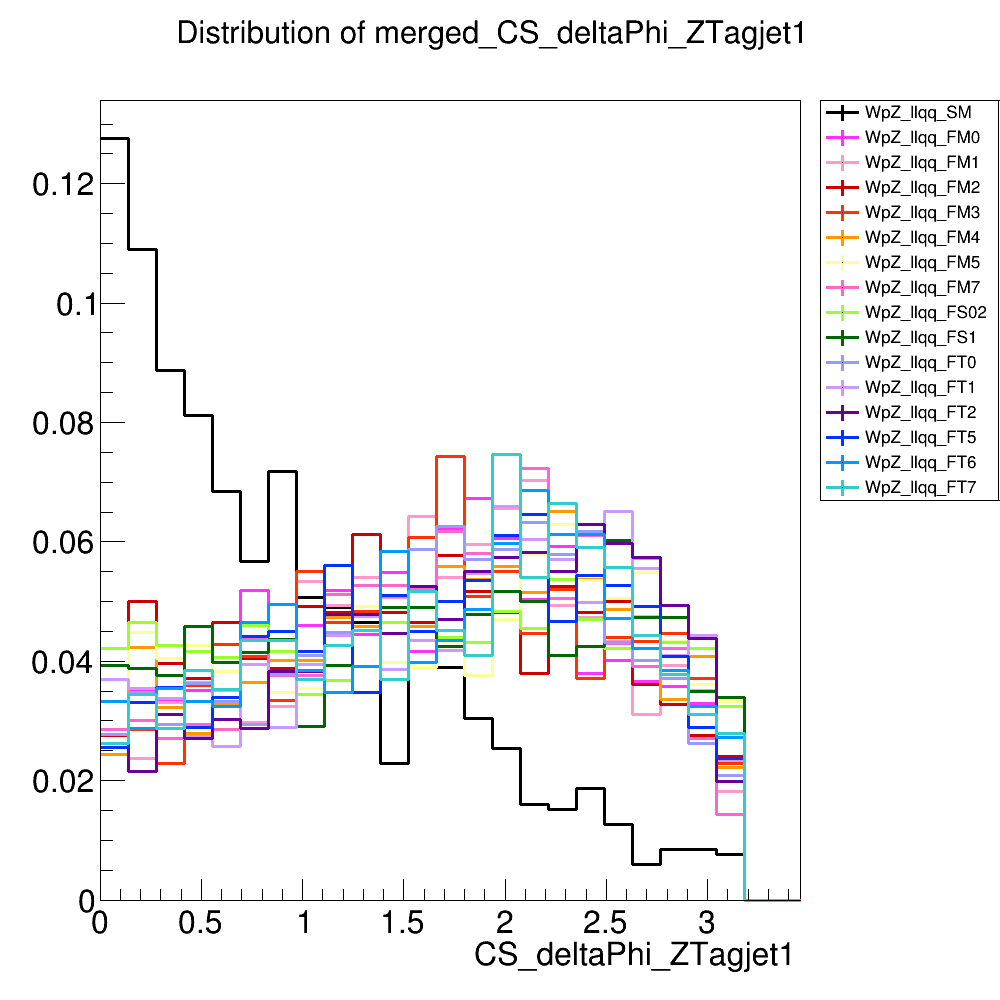 Distribution of merged_CS_deltaPhi_ZTagjet1
WpZ_llqq_SM
WpZ_llqq_FM0
WpZ_llqq_FM1
WpZ_llqq_FM2
WpZ_llqq_FM3
WpZ_llqq_FM4
WpZ_llqq_FM5
WpZ_llqq_FM7
WpZ_llqq_FS02
WpZ_llqq_FS1
WpZ_llqq_FT0
WpZ_llqq_FT1
WpZ_llqq_FT2
WpZ_llqq_FT5
WpZ_llqq_FT6
WpZ_llqq_FT7
0.12
0.1
0.08
0.06
0.04
0.02
0
0 0.5 1 1.5 2 2.5 3
CS_deltaPhi_ZTagjet1